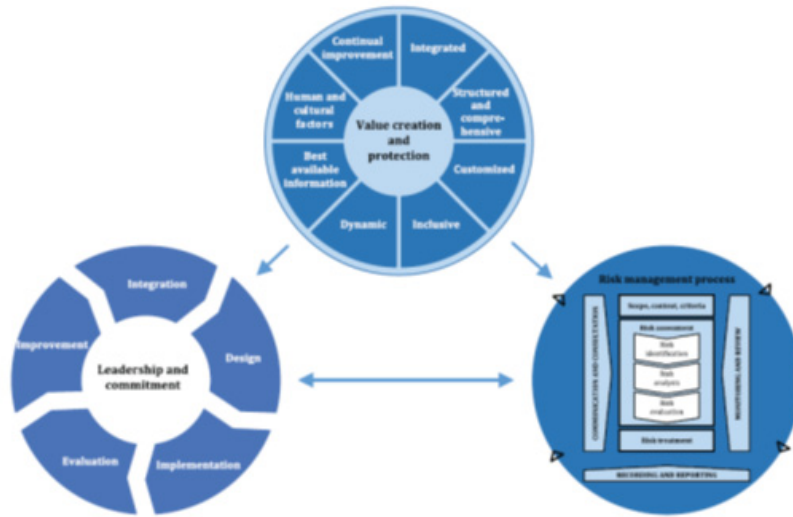 Continual
improvement
Integrated
Human and
cultural
factors
Structured
and
compre-
hensive
Value creation
and
protection
Best
available
information
Customized
Dynamic
Inclusive
Integration
Improvement
Leadership and
commitment
Design
Evaluation
Implementation
Risk management process
Scope, context, criteria
Risk assessment
Risk
identification
Risk
analysis
Risk
evaluation
Risk treatment
COMMUNICATION AND CONSULTATION
MONITORING AND REVIEW
RECORDING AND REPORTING